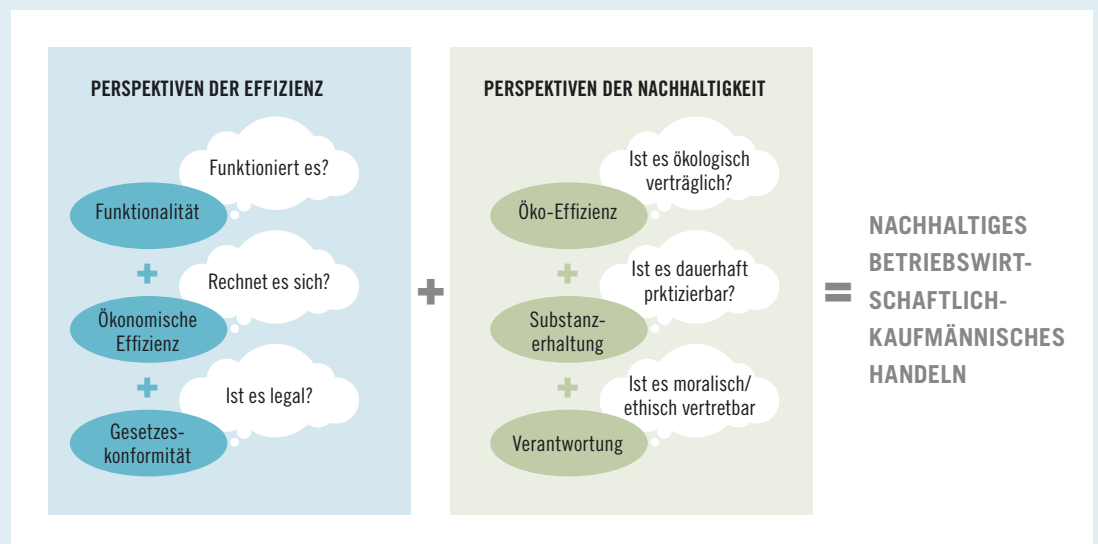 PERSPEKTIVEN DER EFFIZIENZ
Funktioniert es?
Funktionalität
+
Rechnet es sich?
Ökonomische
Effizienz
+
Ist es legal?
Gesetzes-
konformität
+
PERSPEKTIVEN DER NACHHALTIGKEIT
Ist es ökologisch
verträglich?
Öko-Effizienz
+
Ist es dauerhaft
prktizierbar?
Substanz-
erhaltung
+
Ist es moralisch/
ethisch vertretbar
Verantwortung
=
NACHHALTIGES
BETRIEBSWIRT-
SCHAFTLICH-
KAUFMÄNNISCHES
HANDELN